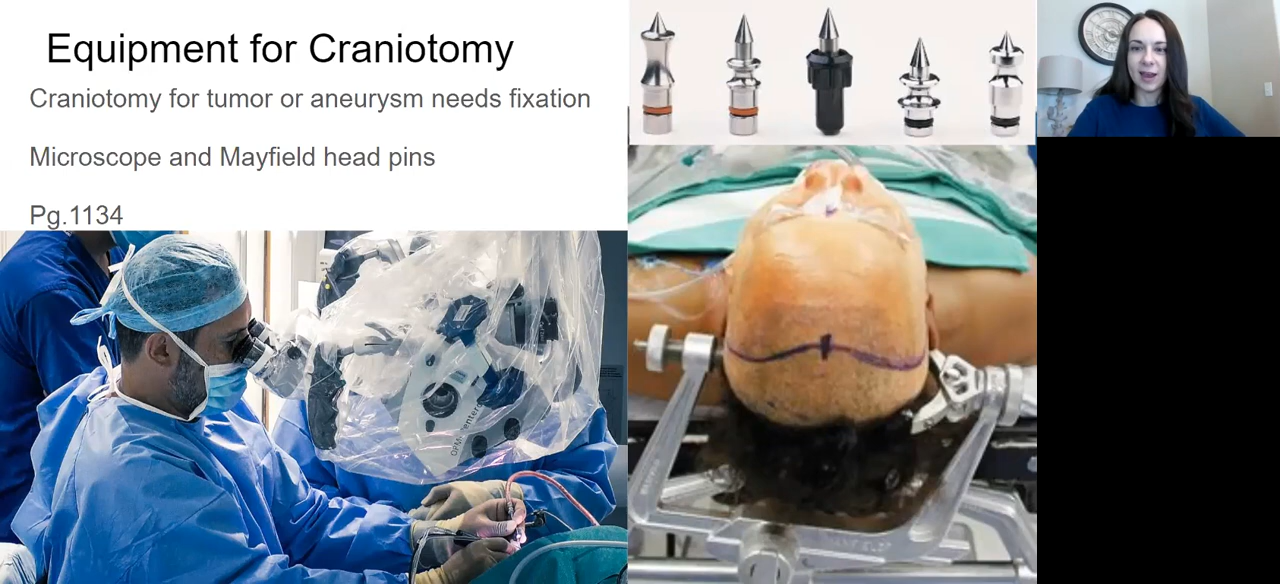 Equipment for Craniotomy
Craniotomy for tumor or aneurysm needs fixation
Microscope and Mayfield head pins
Pg.1134